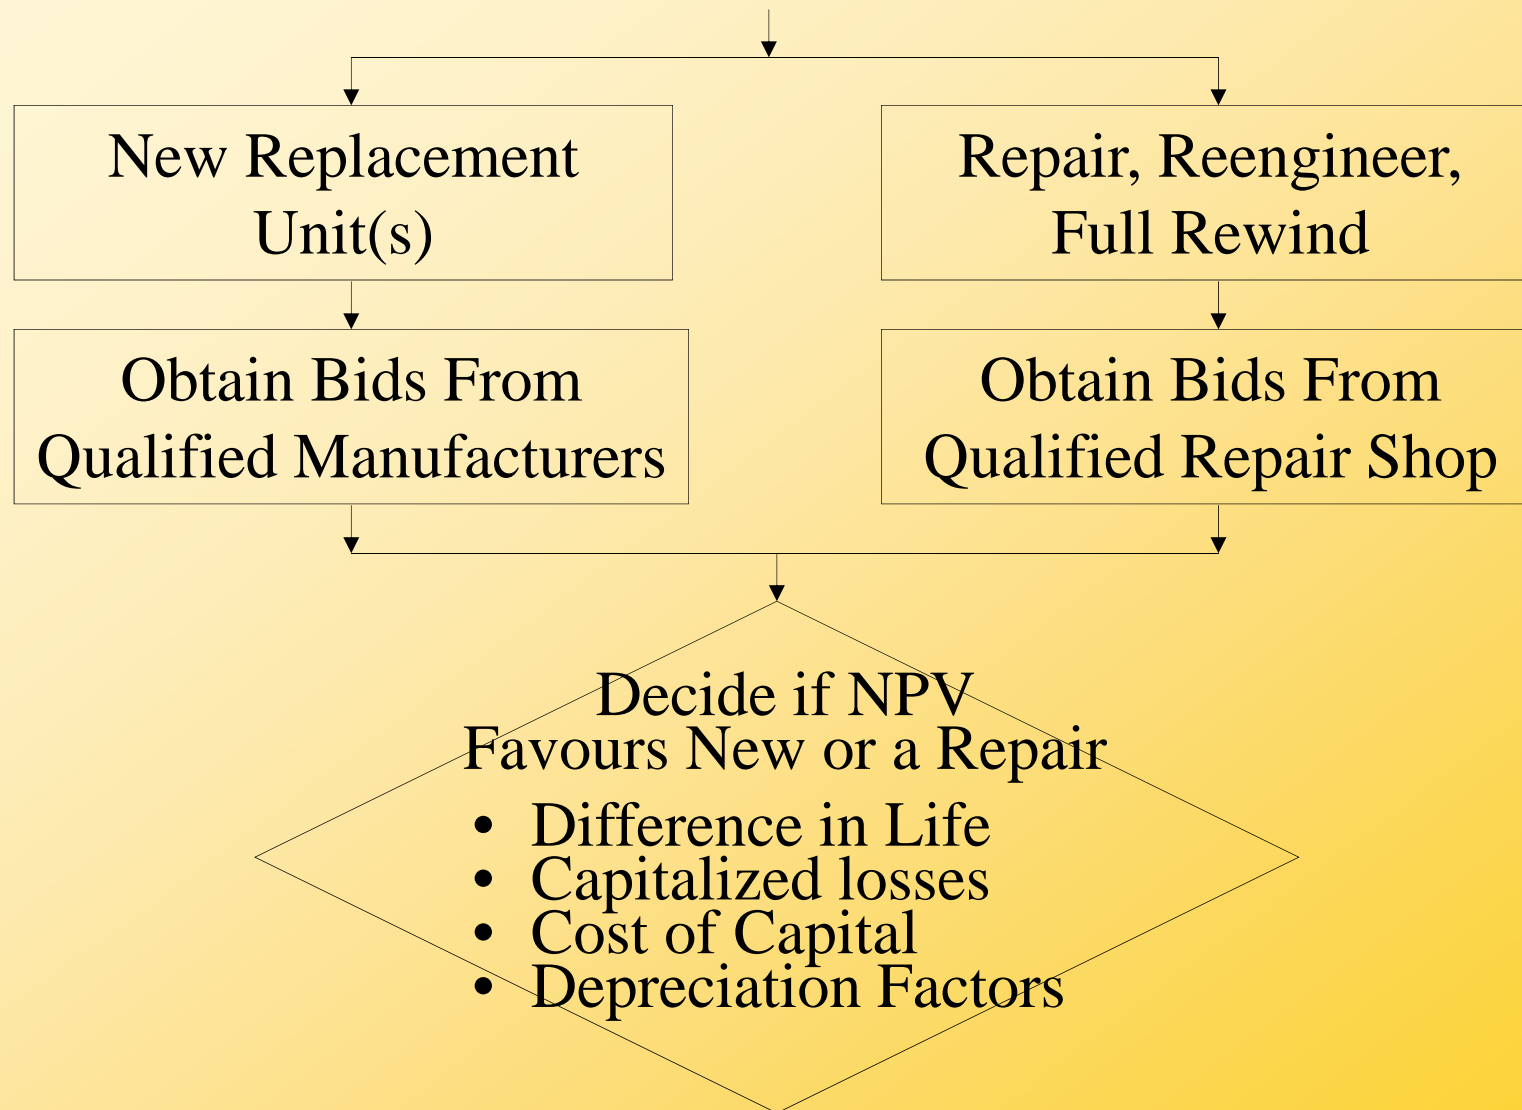 New Replacement
Unit(s)
Repair, Reengineer,
Full Rewind
Obtain Bids From
Qualified Manufacturers
Obtain Bids From
Qualified Repair Shop
Decide if NPV
Favours New or a Repair
• Difference in Life
• Capitalized losses
• Cost of Capital
• Depreciation Factors